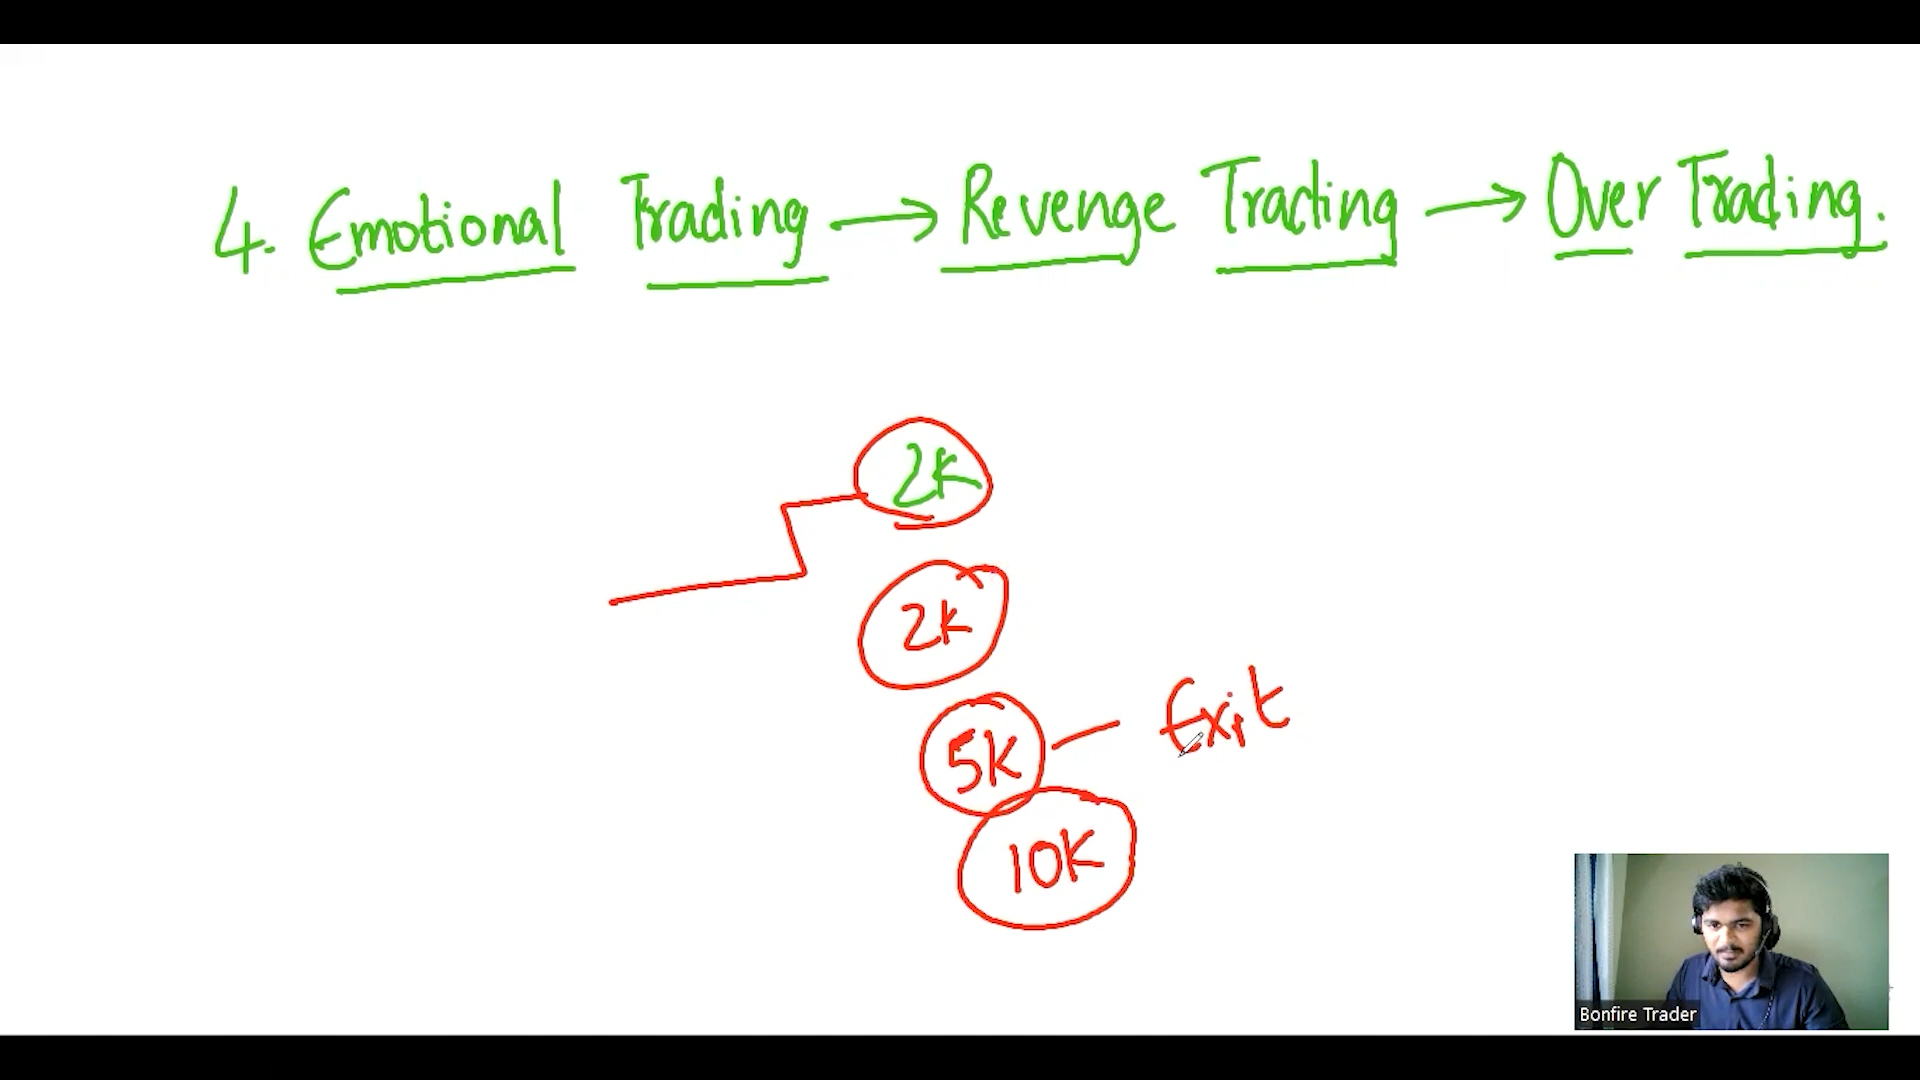 4. Emotional Trading → Revenge Trading → Over Trading.
2K
2K
5K — Exit
10K
Bonfire Trader